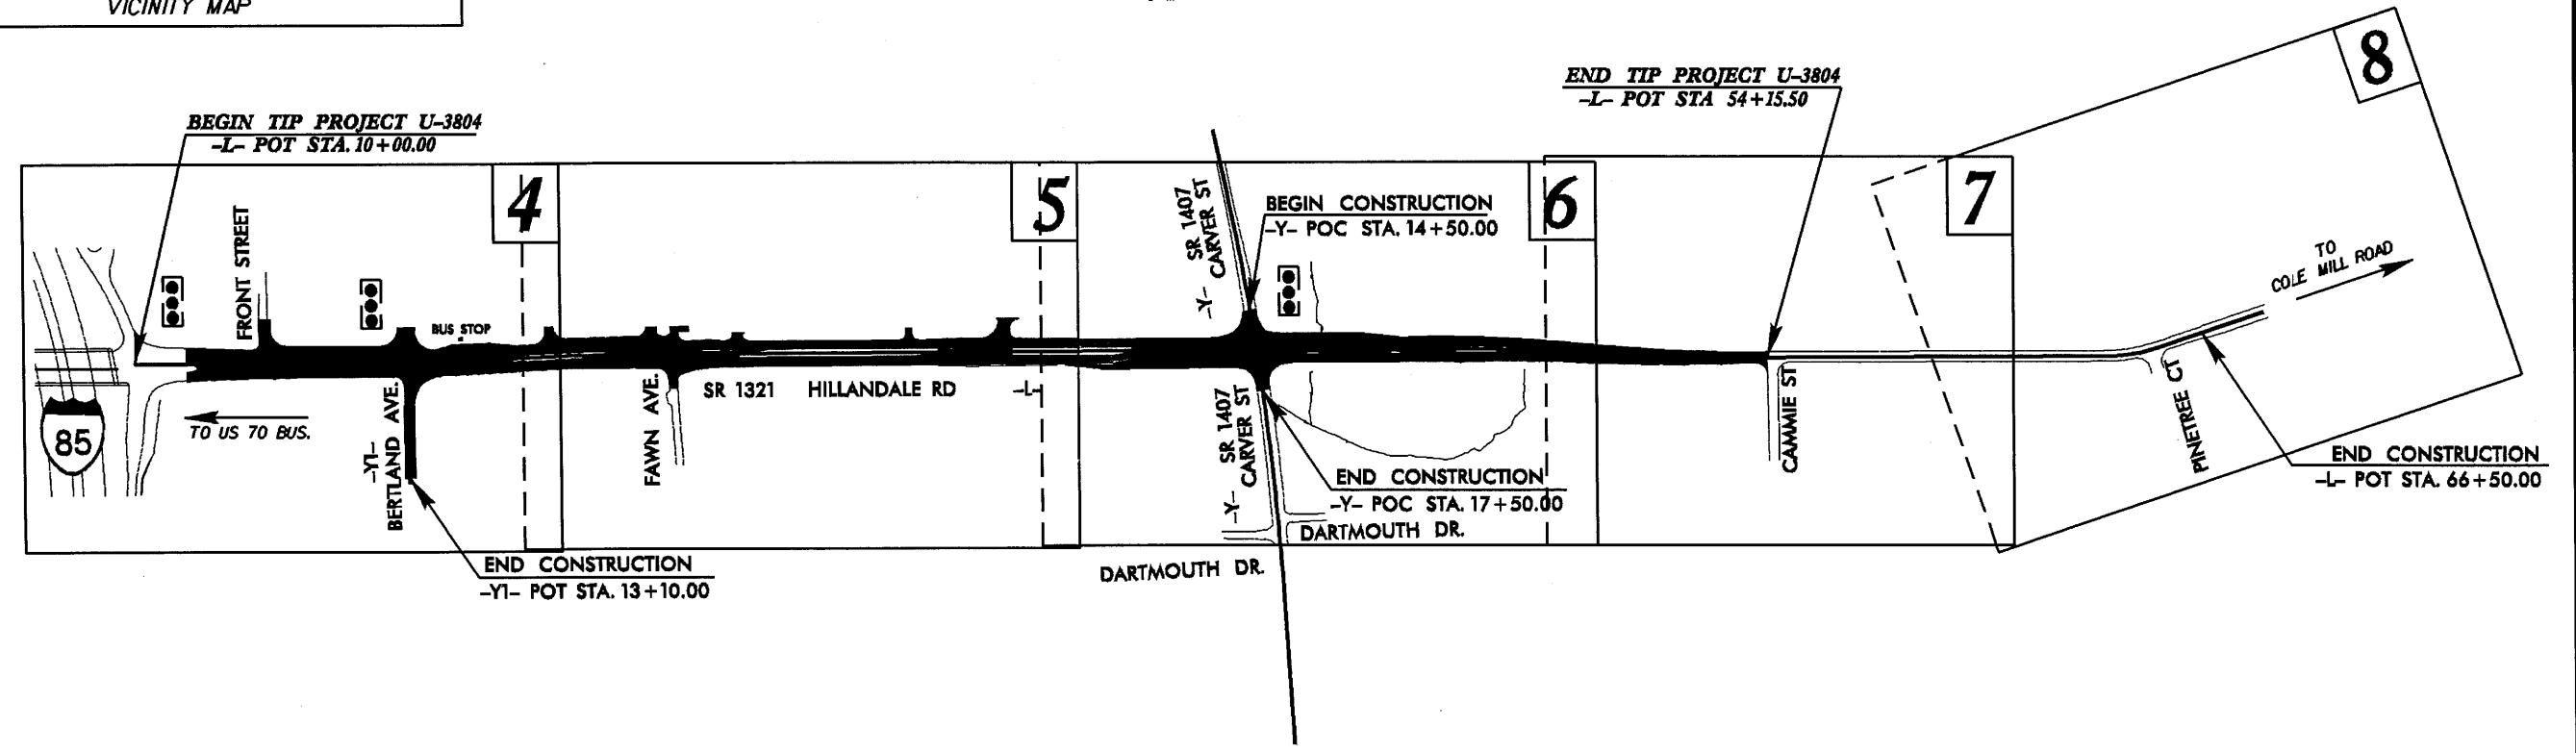 VICINITY MAP
8
END TIP PROJECT U-3804
-L- POT STA 54+15.50
BEGIN TIP PROJECT U-3804
-L- POT STA. 10+00.00
4
5
6
7
FRONT STREET
-Y- SR 1407
CARVER ST
BEGIN CONSTRUCTION
-Y- POC STA. 14+50.00
TO
COLE MILL ROAD
BUS STOP
85
TO US 70 BUS.
-Y1-
BERTLAND AVE.
FAWN AVE.
SR 1321 HILLANDALE RD -L-
-Y- SR 1407
CARVER ST
CAMMIE ST
PINETREE CT
END CONSTRUCTION
-L- POT STA. 66+50.00
END CONSTRUCTION
-Y- POC STA. 17+50.00
DARTMOUTH DR.
END CONSTRUCTION
-Y1- POT STA. 13+10.00
DARTMOUTH DR.